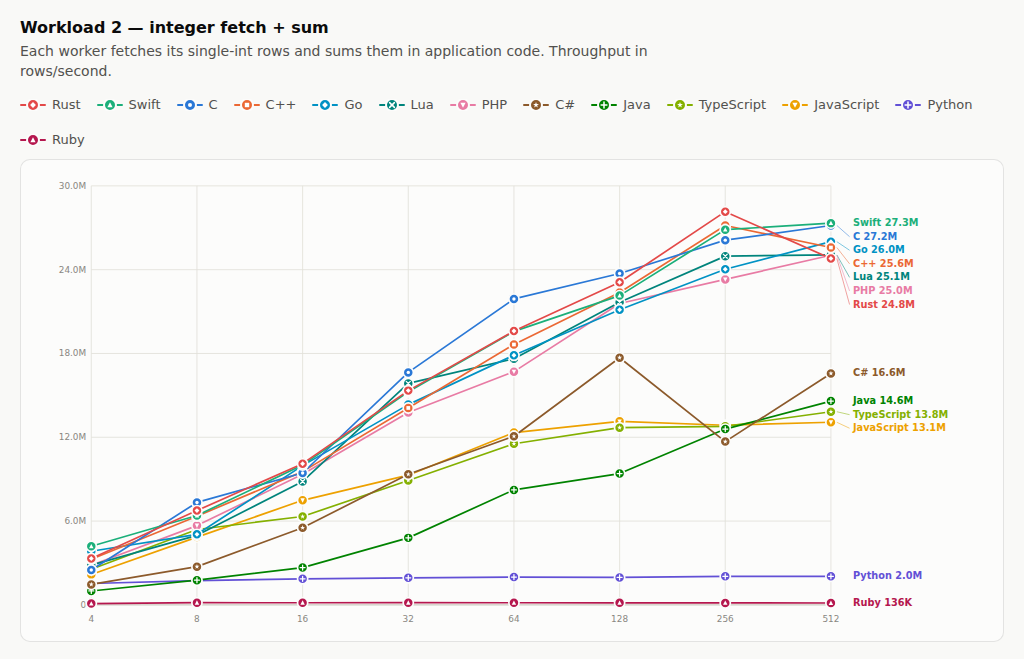 Workload 2 — integer fetch + sum
Each worker fetches its single-int rows and sums them in application code. Throughput in
rows/second.
Rust Swift C C++ Go Lua PHP C# Java TypeScript JavaScript Python
Ruby
30.0M
24.0M
18.0M
12.0M
6.0M
0
Swift 27.3M
C 27.2M
Go 26.0M
C++ 25.6M
Lua 25.1M
PHP 25.0M
Rust 24.8M
C# 16.6M
Java 14.6M
TypeScript 13.8M
JavaScript 13.1M
Python 2.0M
Ruby 136K
4 8 16 32 64 128 256 512